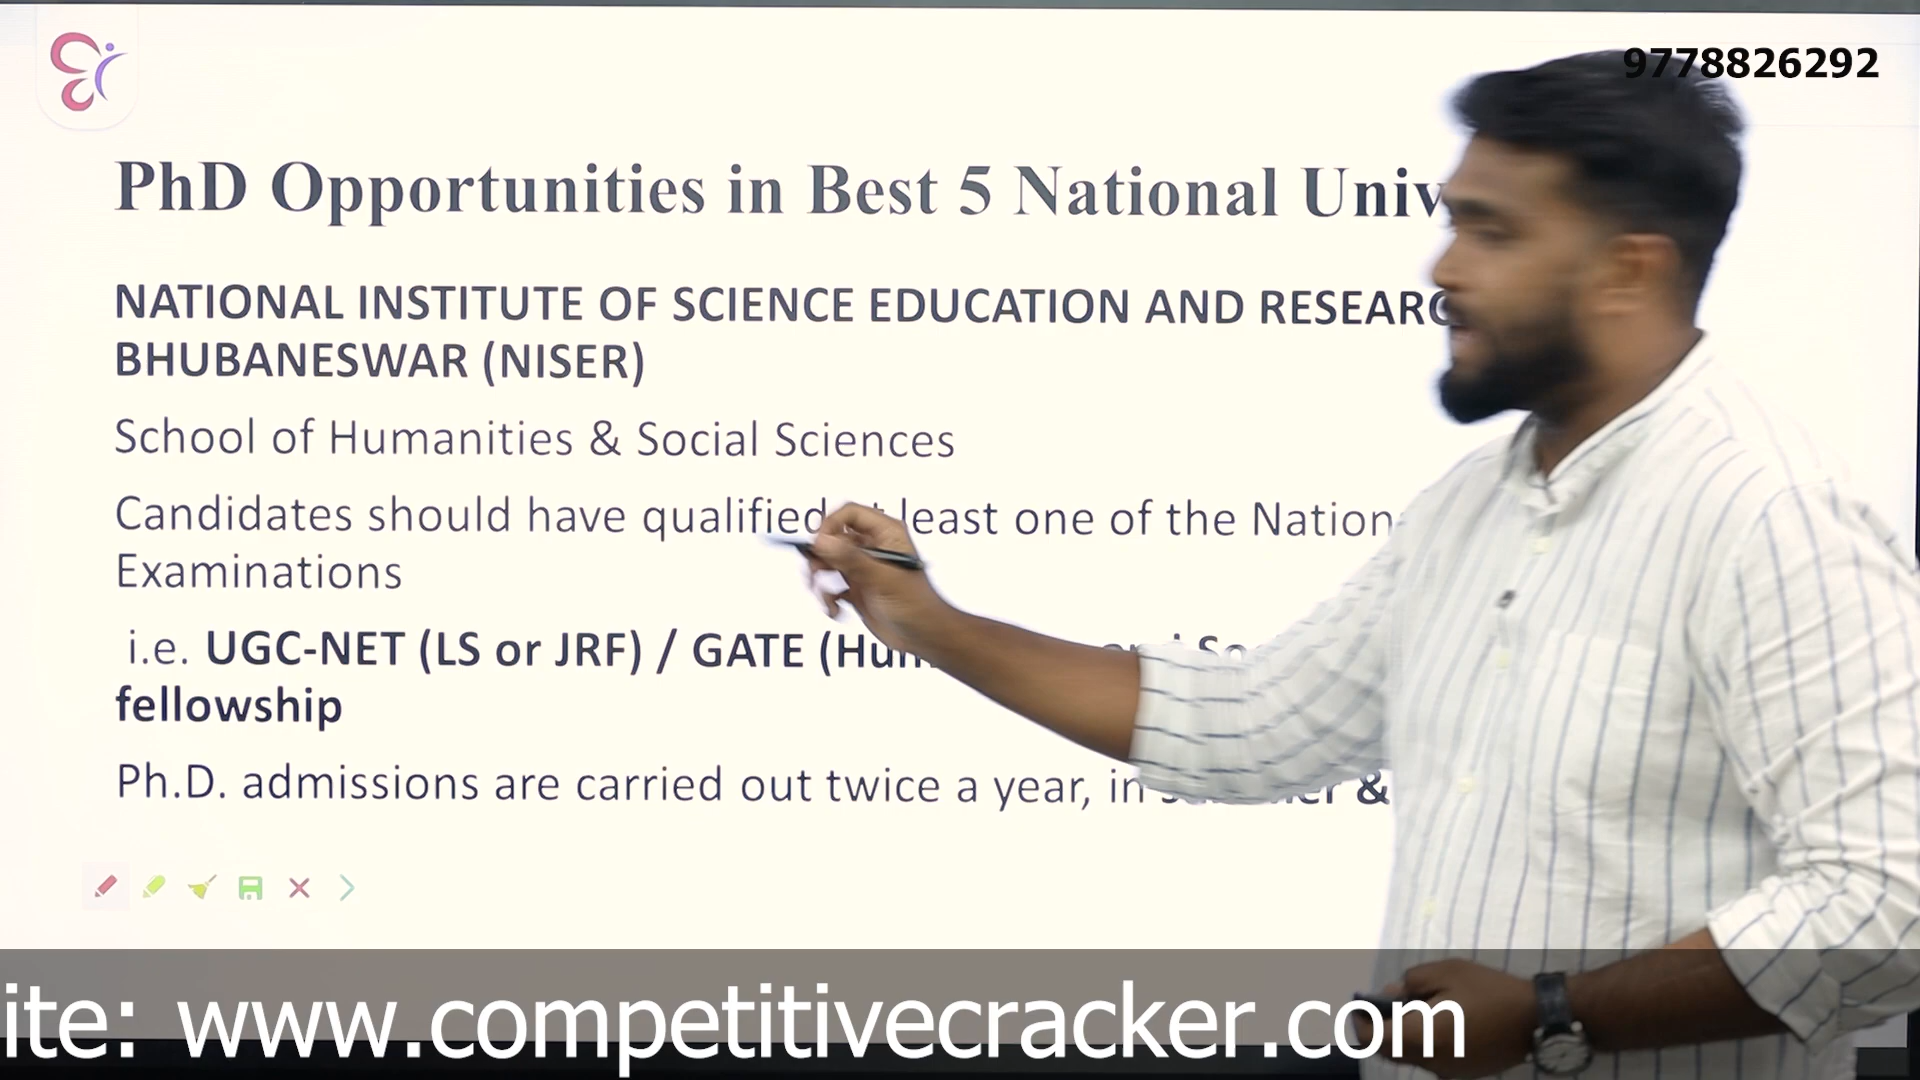 9778826292
PhD Opportunities in Best 5 National Univ
NATIONAL INSTITUTE OF SCIENCE EDUCATION AND RESEARC
BHUBANESWAR (NISER)
School of Humanities & Social Sciences
Candidates should have qualified least one of the Nation
Examinations
i.e. UGC-NET (LS or JRF) / GATE (Hum
fellowship
Ph.D. admissions are carried out twice a year, in &
ite: www.competitivecracker.com